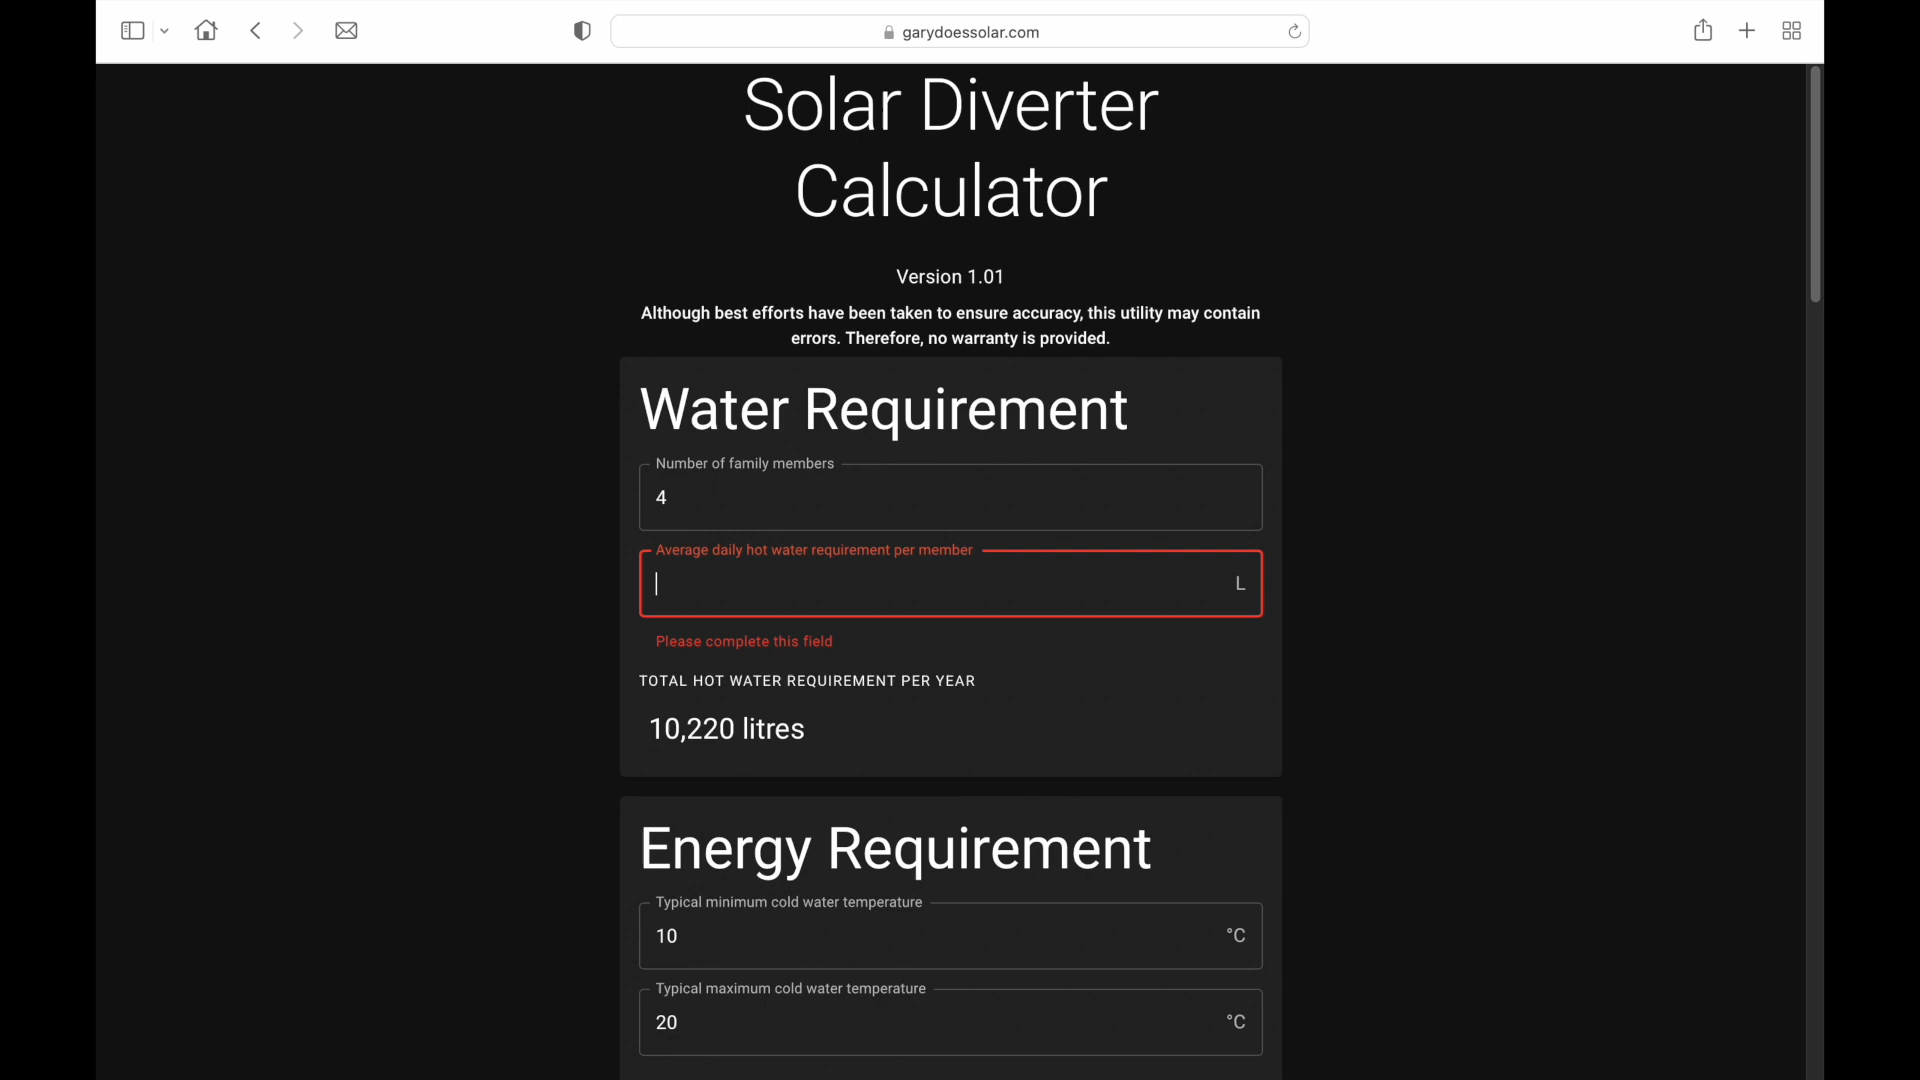 garydoessolar.com
Solar Diverter
Calculator
Version 1.01
Although best efforts have been taken to ensure accuracy, this utility may contain
errors. Therefore, no warranty is provided.
Water Requirement
Number of family members
4
Average daily hot water requirement per member
L
Please complete this field
TOTAL HOT WATER REQUIREMENT PER YEAR
10,220 litres
Energy Requirement
Typical minimum cold water temperature
10 °C
Typical maximum cold water temperature
20 °C